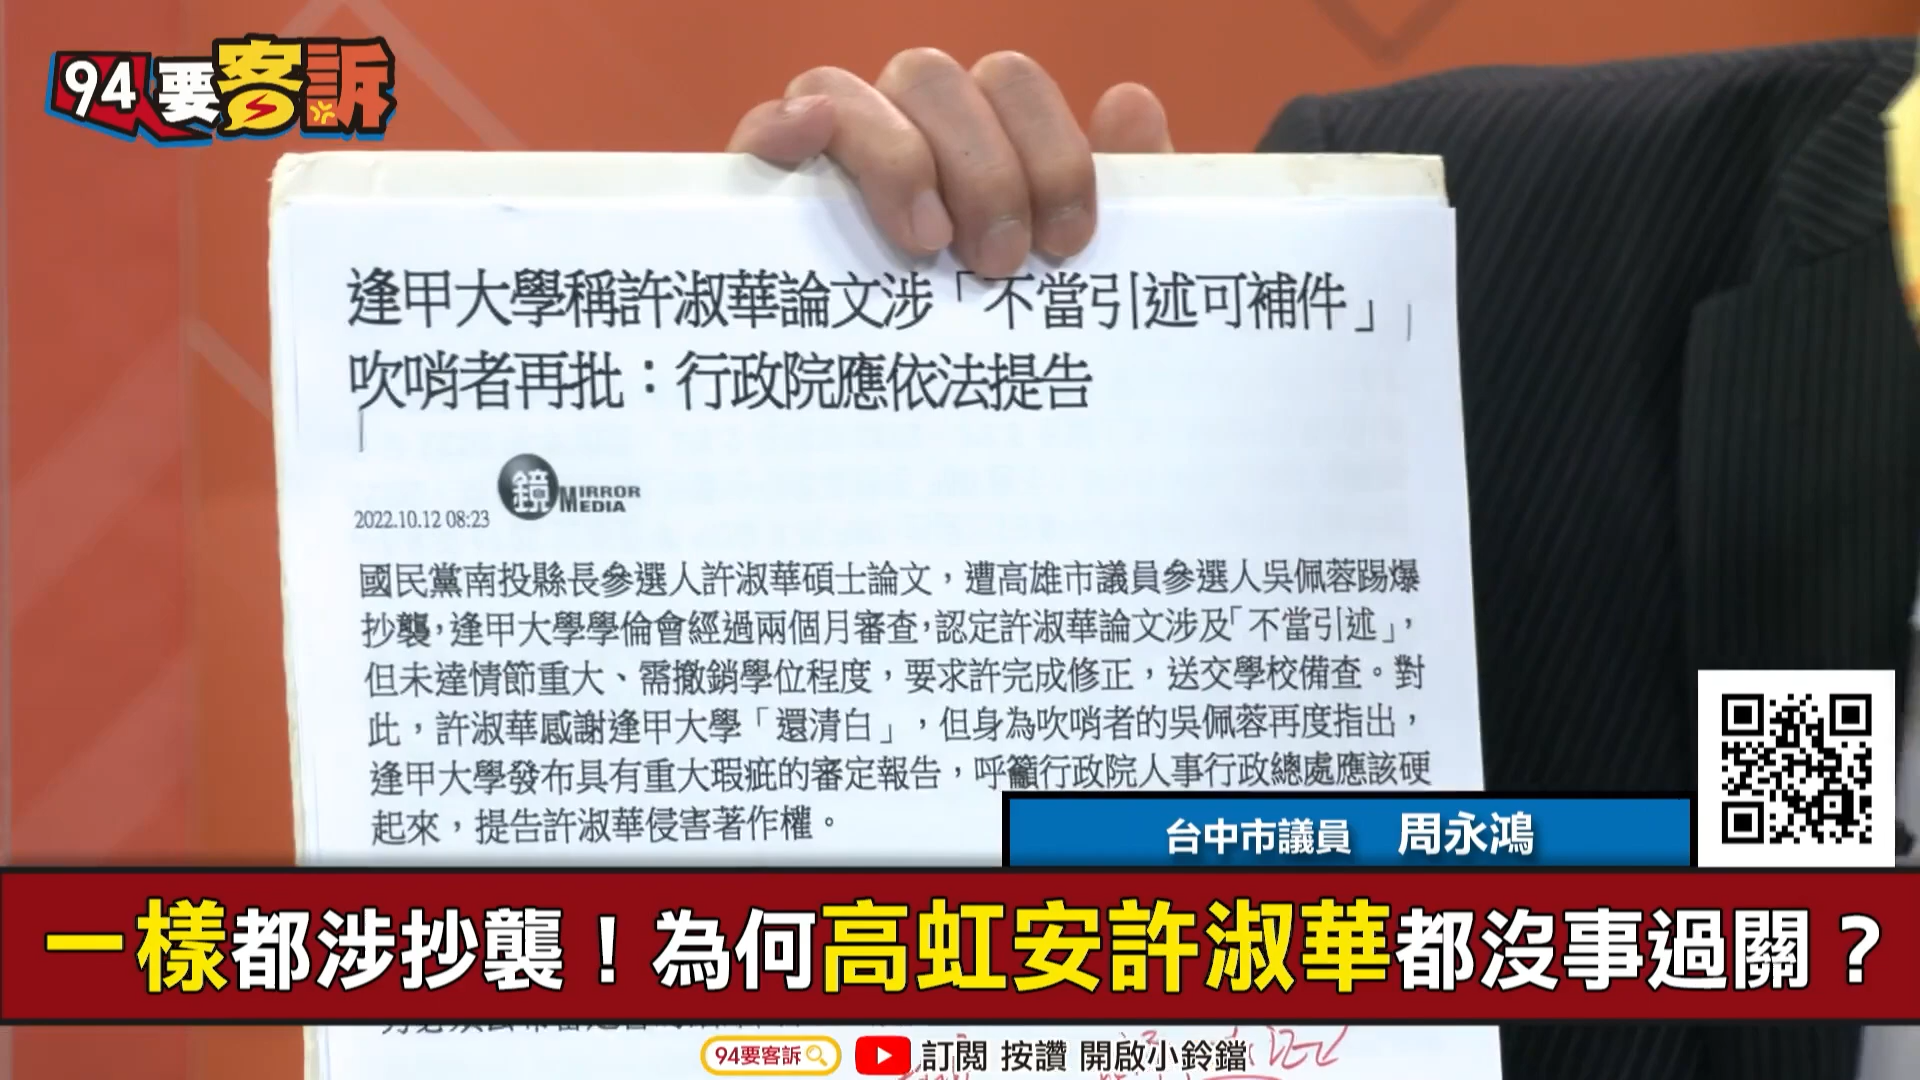 94要客訴
逢甲大學稱許淑華論文涉「不當引述可補件」
吹哨者再批：行政院應依法提告
2022.10.12 08:23
鏡 MIRROR MEDIA
國民黨南投縣長參選人許淑華碩士論文，遭高雄市議員參選人吳佩蓉踢爆
抄襲，逢甲大學學倫會經過兩個月審查，認定許淑華論文涉及「不當引述」，
但未達情節重大、需撤銷學位程度，要求許完成修正，送交學校備查。對
此，許淑華感謝逢甲大學「還清白」，但身為吹哨者的吳佩蓉再度指出，
逢甲大學發布具有重大瑕疵的審定報告，呼籲行政院人事行政總處應該硬
起來，提告許淑華侵害著作權。
台中市議員 周永鴻
一樣都涉抄襲！為何高虹安許淑華都沒事過關？
94要客訴 訂閱 按讚 開啟小鈴鐺